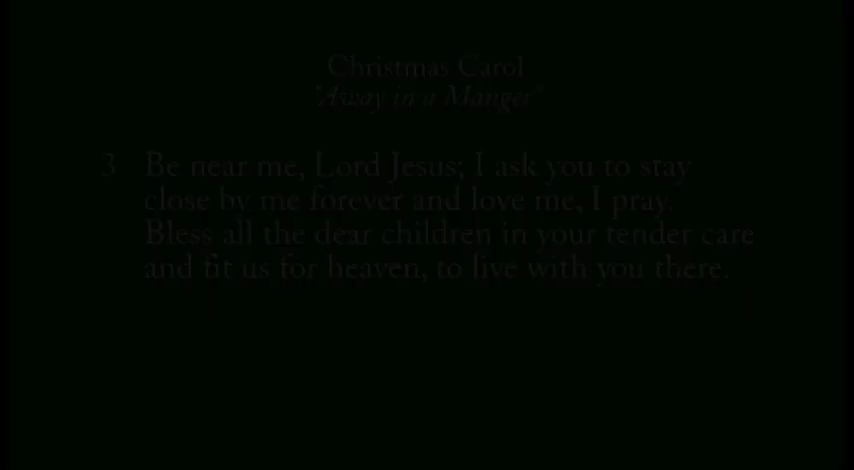 Christmas Carol
"Away in a Manger"
3 Be near me, Lord Jesus; I ask you to stay
close by me forever and love me, I pray.
Bless all the dear children in your tender care
and fit us for heaven, to live with you there.